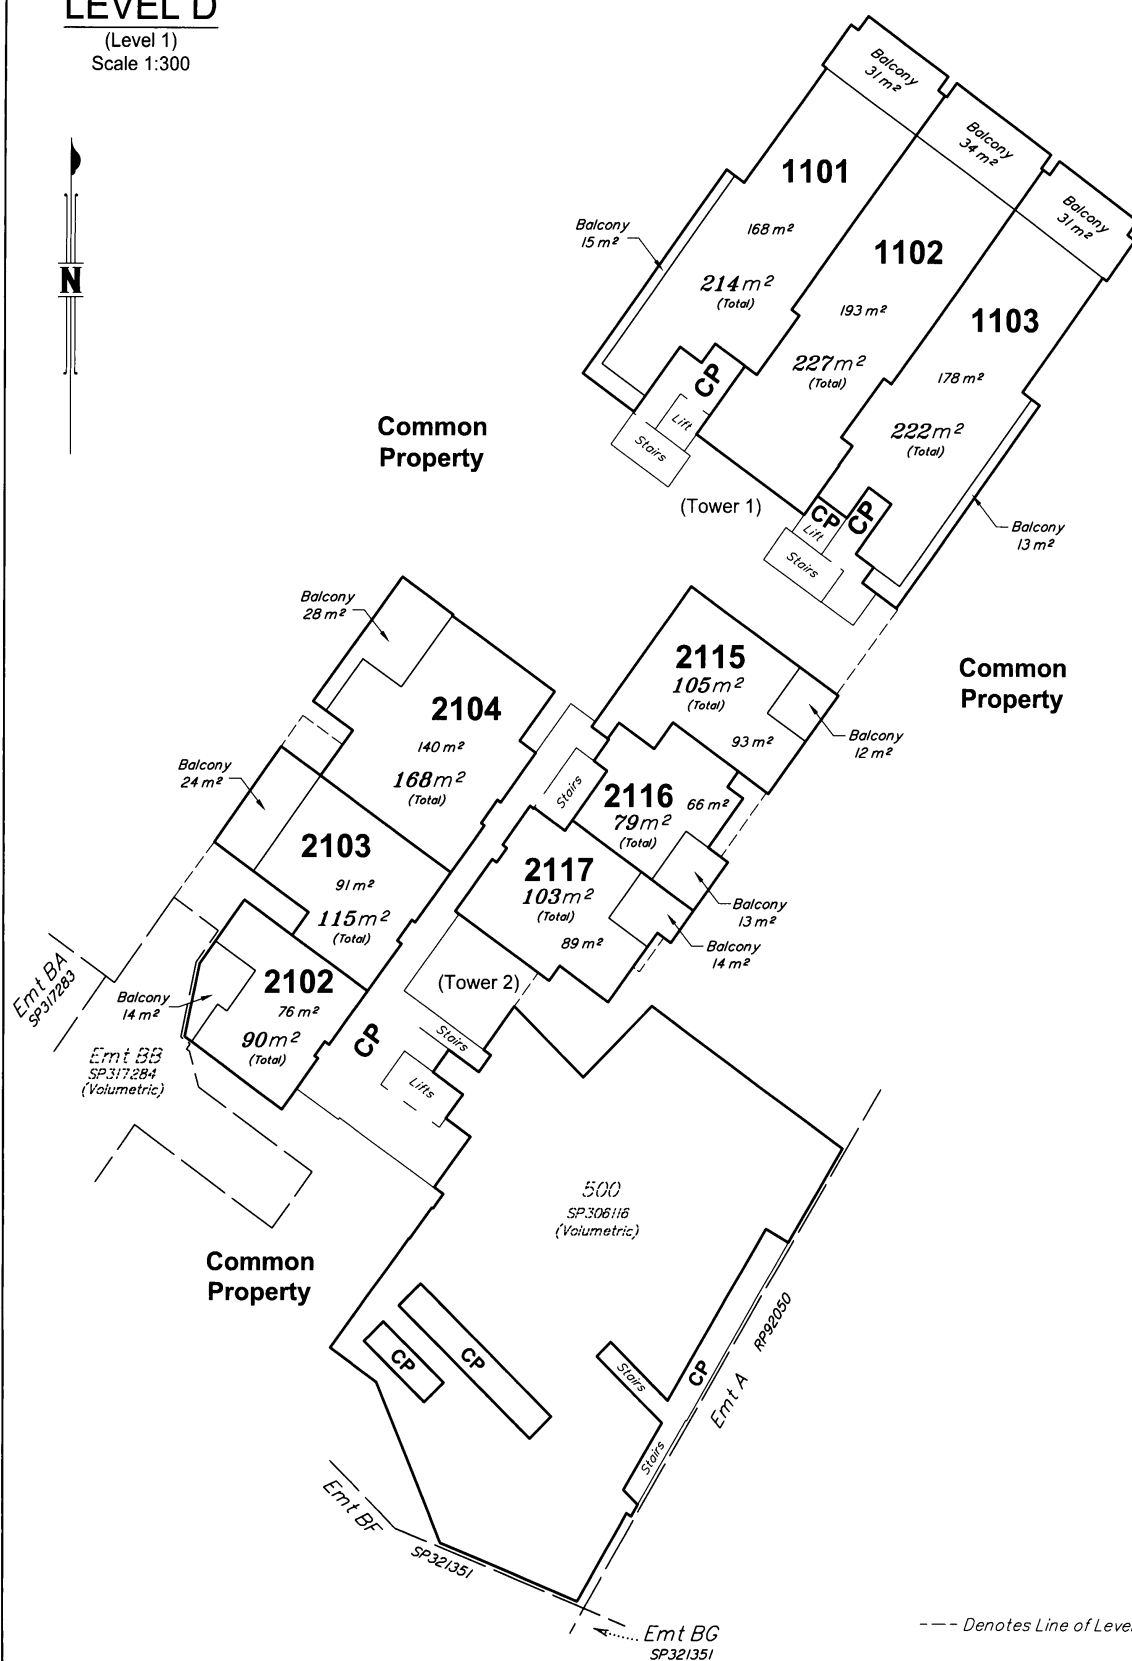 LEVEL D
(Level 1)
Scale 1:300
N
Balcony
31 m²
Balcony
34 m²
Balcony
31 m²
1101
168 m²
214 m²
(Total)
Balcony
15 m²
1102
193 m²
227 m²
(Total)
1103
178 m²
222 m²
(Total)
CP
Lift
Stairs
Common
Property
(Tower 1)
CP
CP
Lift
Stairs
Balcony
13 m²
Balcony
28 m²
2104
140 m²
168 m²
(Total)
2115
105 m²
(Total)
93 m²
Balcony
12 m²
Common
Property
Balcony
24 m²
Stairs
2116
66 m²
79 m²
(Total)
2103
91 m²
115 m²
(Total)
2117
103 m²
(Total)
89 m²
Balcony
13 m²
Balcony
14 m²
Emt BA
SP317283
Balcony
14 m²
2102
76 m²
90 m²
(Total)
(Tower 2)
CP
Stairs
Lifts
Emt BB
SP317284
(Volumetric)
500
SP306116
(Volumetric)
Common
Property
CP
CP
Stairs
CP
Stairs
Emt A
RP92050
Emt BF
SP321351
Emt BG
SP321351
---- Denotes Line of Level